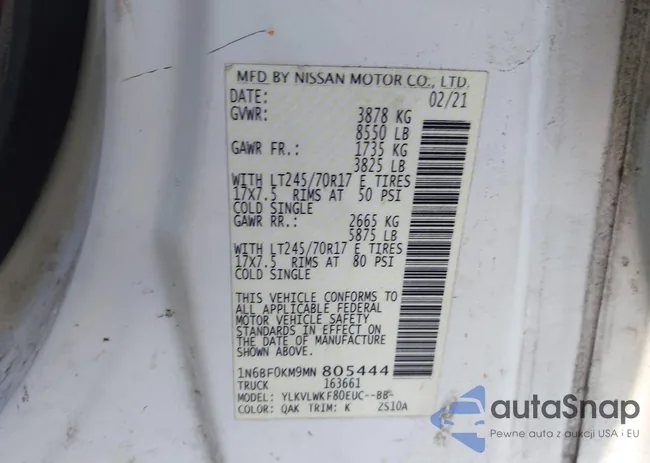 MFD BY NISSAN MOTOR CO., LTD.
DATE: 02/21
GVWR: 3878 KG
8550 LB
GAWR FR.: 1735 KG
3825 LB
WITH LT245/70R17 E TIRES
17X7.5 RIMS AT 50 PSI
COLD SINGLE
GAWR RR.: 2665 KG
5875 LB
WITH LT245/70R17 E TIRES
17X7.5 RIMS AT 80 PSI
COLD SINGLE
THIS VEHICLE CONFORMS TO
ALL APPLICABLE FEDERAL
MOTOR VEHICLE SAFETY
STANDARDS IN EFFECT ON
THE DATE OF MANUFACTURE
SHOWN ABOVE.
1N6BF0KM9MN805444
TRUCK 163661
MODEL: YLKVLWKF80EUC--BB-
COLOR: QAK TRIM: K 2S10A
autoSnap
Pewne auta z aukcji USA i EU